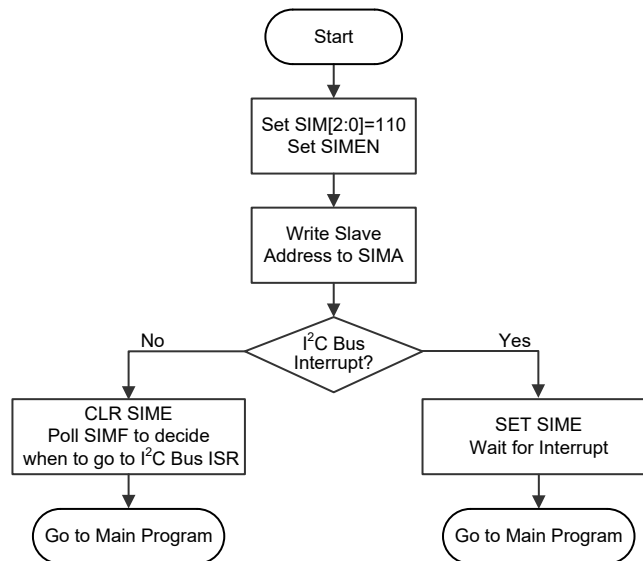 Start
Set SIM[2:0]=110
Set SIMEN
Write Slave
Address to SIMA
I²C Bus
Interrupt?
No
Yes
CLR SIME
Poll SIMF to decide
when to go to I²C Bus ISR
SET SIME
Wait for Interrupt
Go to Main Program
Go to Main Program